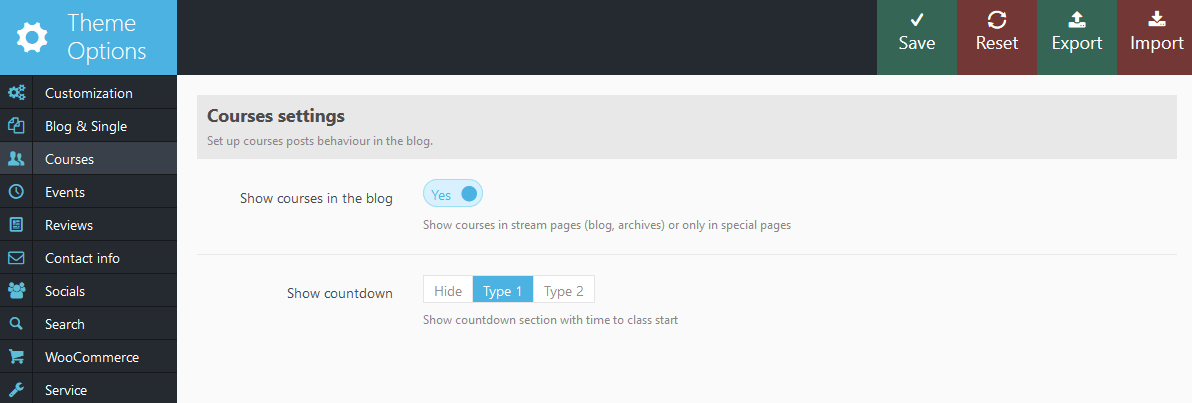 Theme
Options
Save
Reset
Export
Import
Customization
Blog & Single
Courses
Events
Reviews
Contact info
Socials
Search
WooCommerce
Service
Courses settings
Set up courses posts behaviour in the blog.
Show courses in the blog
Yes
Show courses in stream pages (blog, archives) or only in special pages
Show countdown
Hide Type 1 Type 2
Show countdown section with time to class start